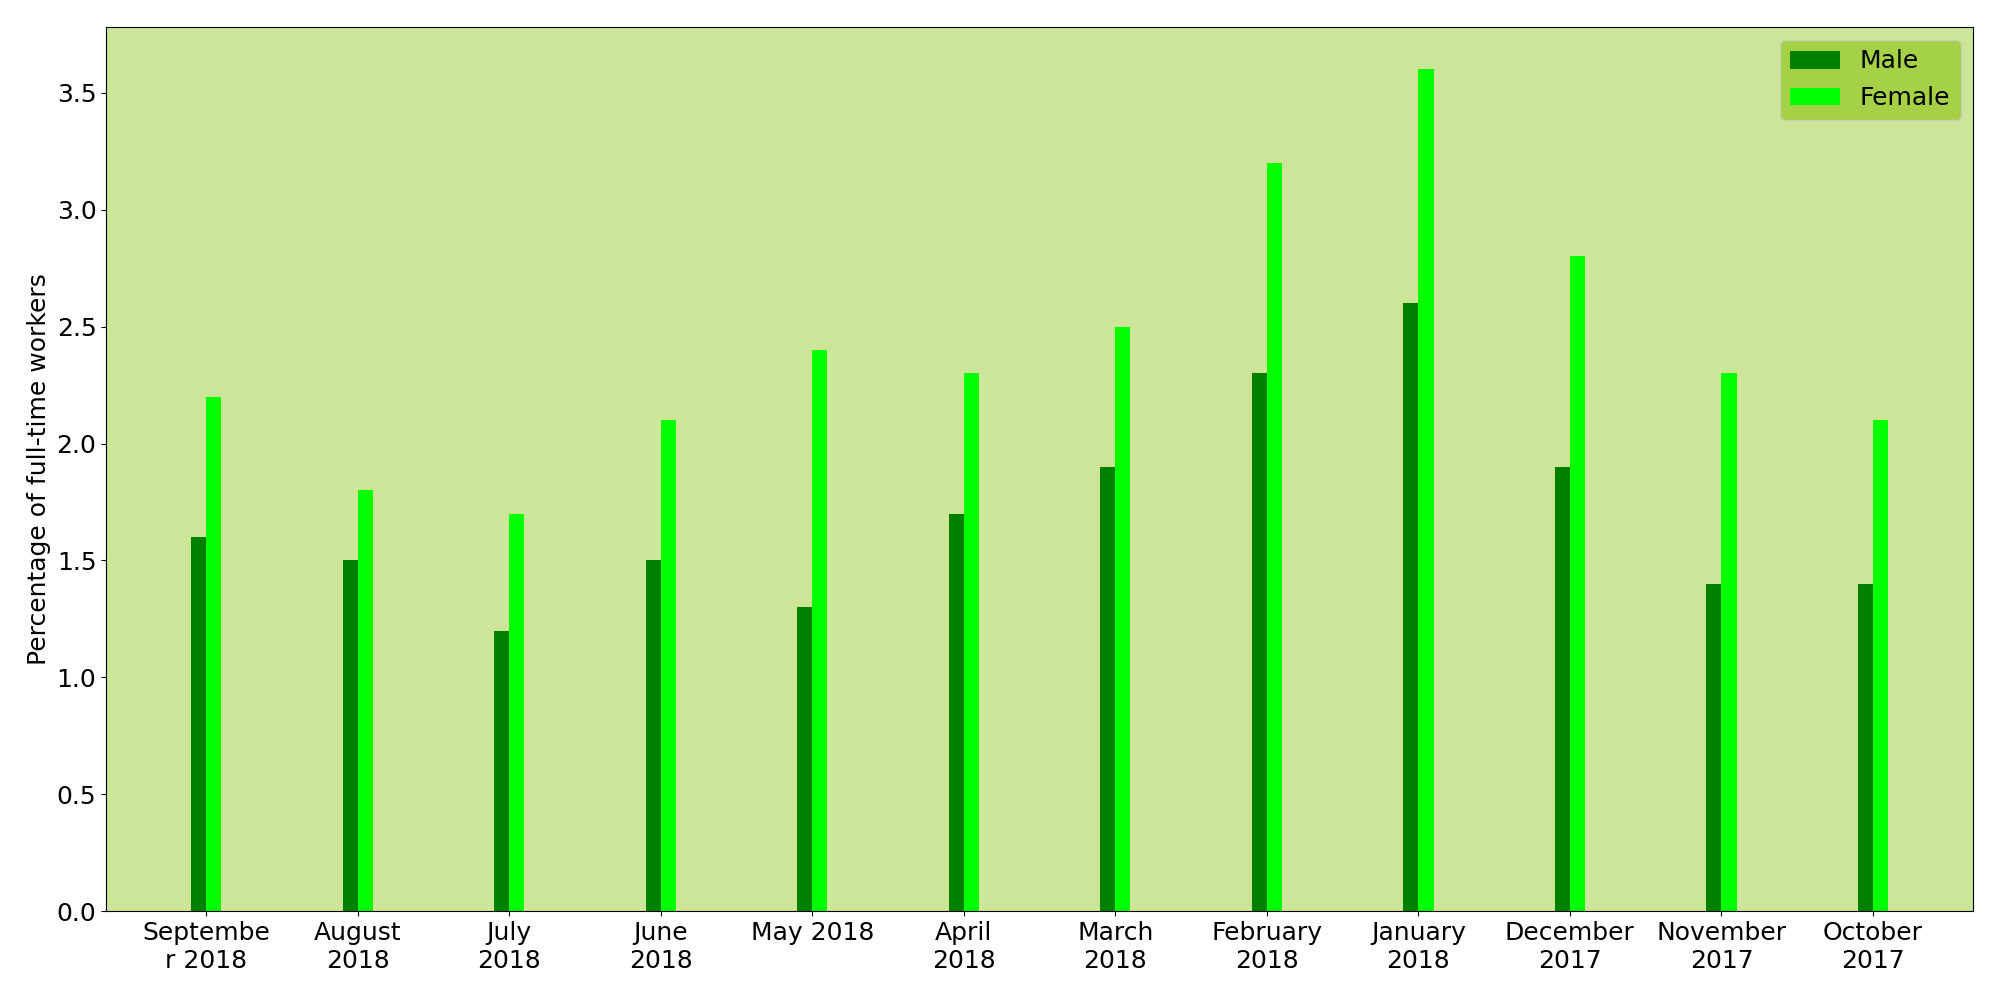 Male
Female
Percentage of full-time workers
3.5
3.0
2.5
2.0
1.5
1.0
0.5
0.0
Septembe
r 2018
August
2018
July
2018
June
2018
May 2018
April
2018
March
2018
February
2018
January
2018
December
2017
November
2017
October
2017